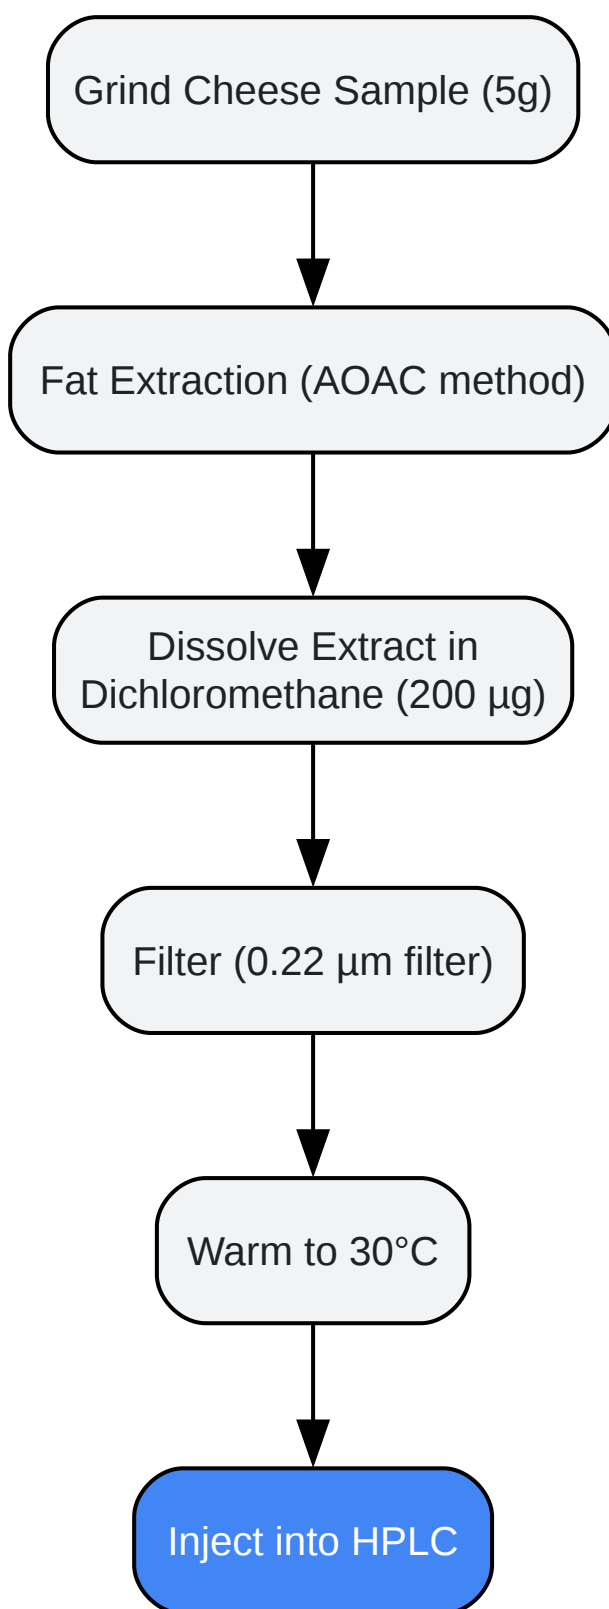 Grind Cheese Sample (5g)
Fat Extraction (AOAC method)
Dissolve Extract in
Dichloromethane (200 µg)
Filter (0.22 µm filter)
Warm to 30°C
Inject into HPLC